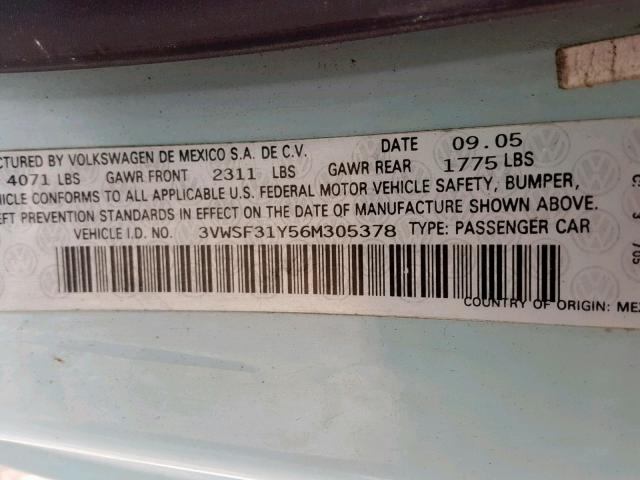 CTURED BY VOLKSWAGEN DE MEXICO S.A. DE C.V. DATE 09.05
4071 LBS GAWR FRONT 2311 LBS GAWR REAR 1775 LBS
HICLE CONFORMS TO ALL APPLICABLE U.S. FEDERAL MOTOR VEHICLE SAFETY, BUMPER,
EFT PREVENTION STANDARDS IN EFFECT ON THE DATE OF MANUFACTURE SHOWN ABOVE.
VEHICLE I.D. NO. 3VWSF31Y56M305378 TYPE: PASSENGER CAR
COUNTRY OF ORIGIN: MEX